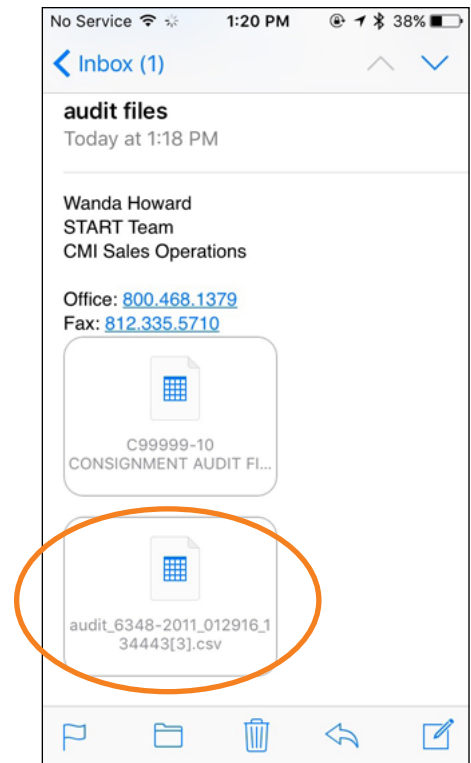 No Service 1:20 PM 38%
Inbox (1)
audit files
Today at 1:18 PM
Wanda Howard
START Team
CMI Sales Operations
Office: 800.468.1379
Fax: 812.335.5710
C99999-10
CONSIGNMENT AUDIT FI...
audit_6348-2011_012916_1
34443[3].csv